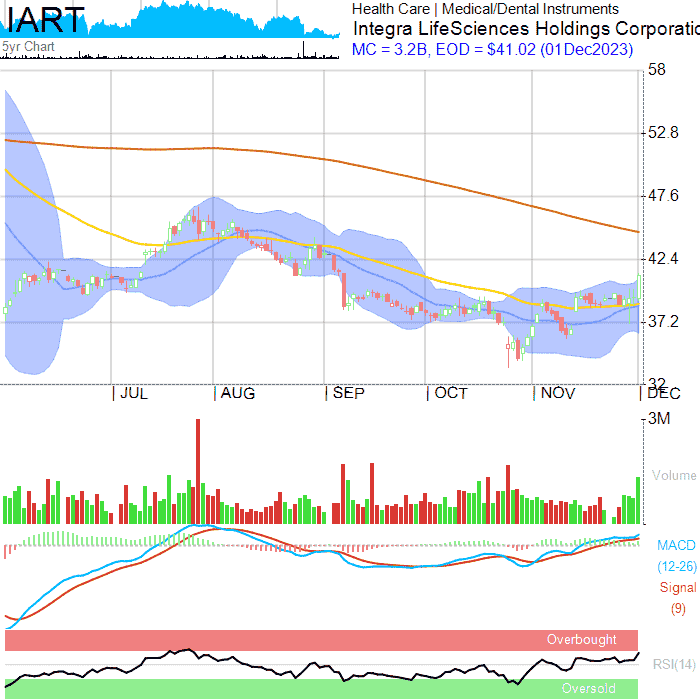 IART
5yr Chart
Health Care | Medical/Dental Instruments
Integra LifeSciences Holdings Corporatio
MC = 3.2B, EOD = $41.02 (01Dec2023)
58
52.8
47.6
42.4
37.2
32
JUL AUG SEP OCT NOV DEC
3M
Volume
MACD
(12-26)
Signal
(9)
Overbought
RSI(14)
Oversold